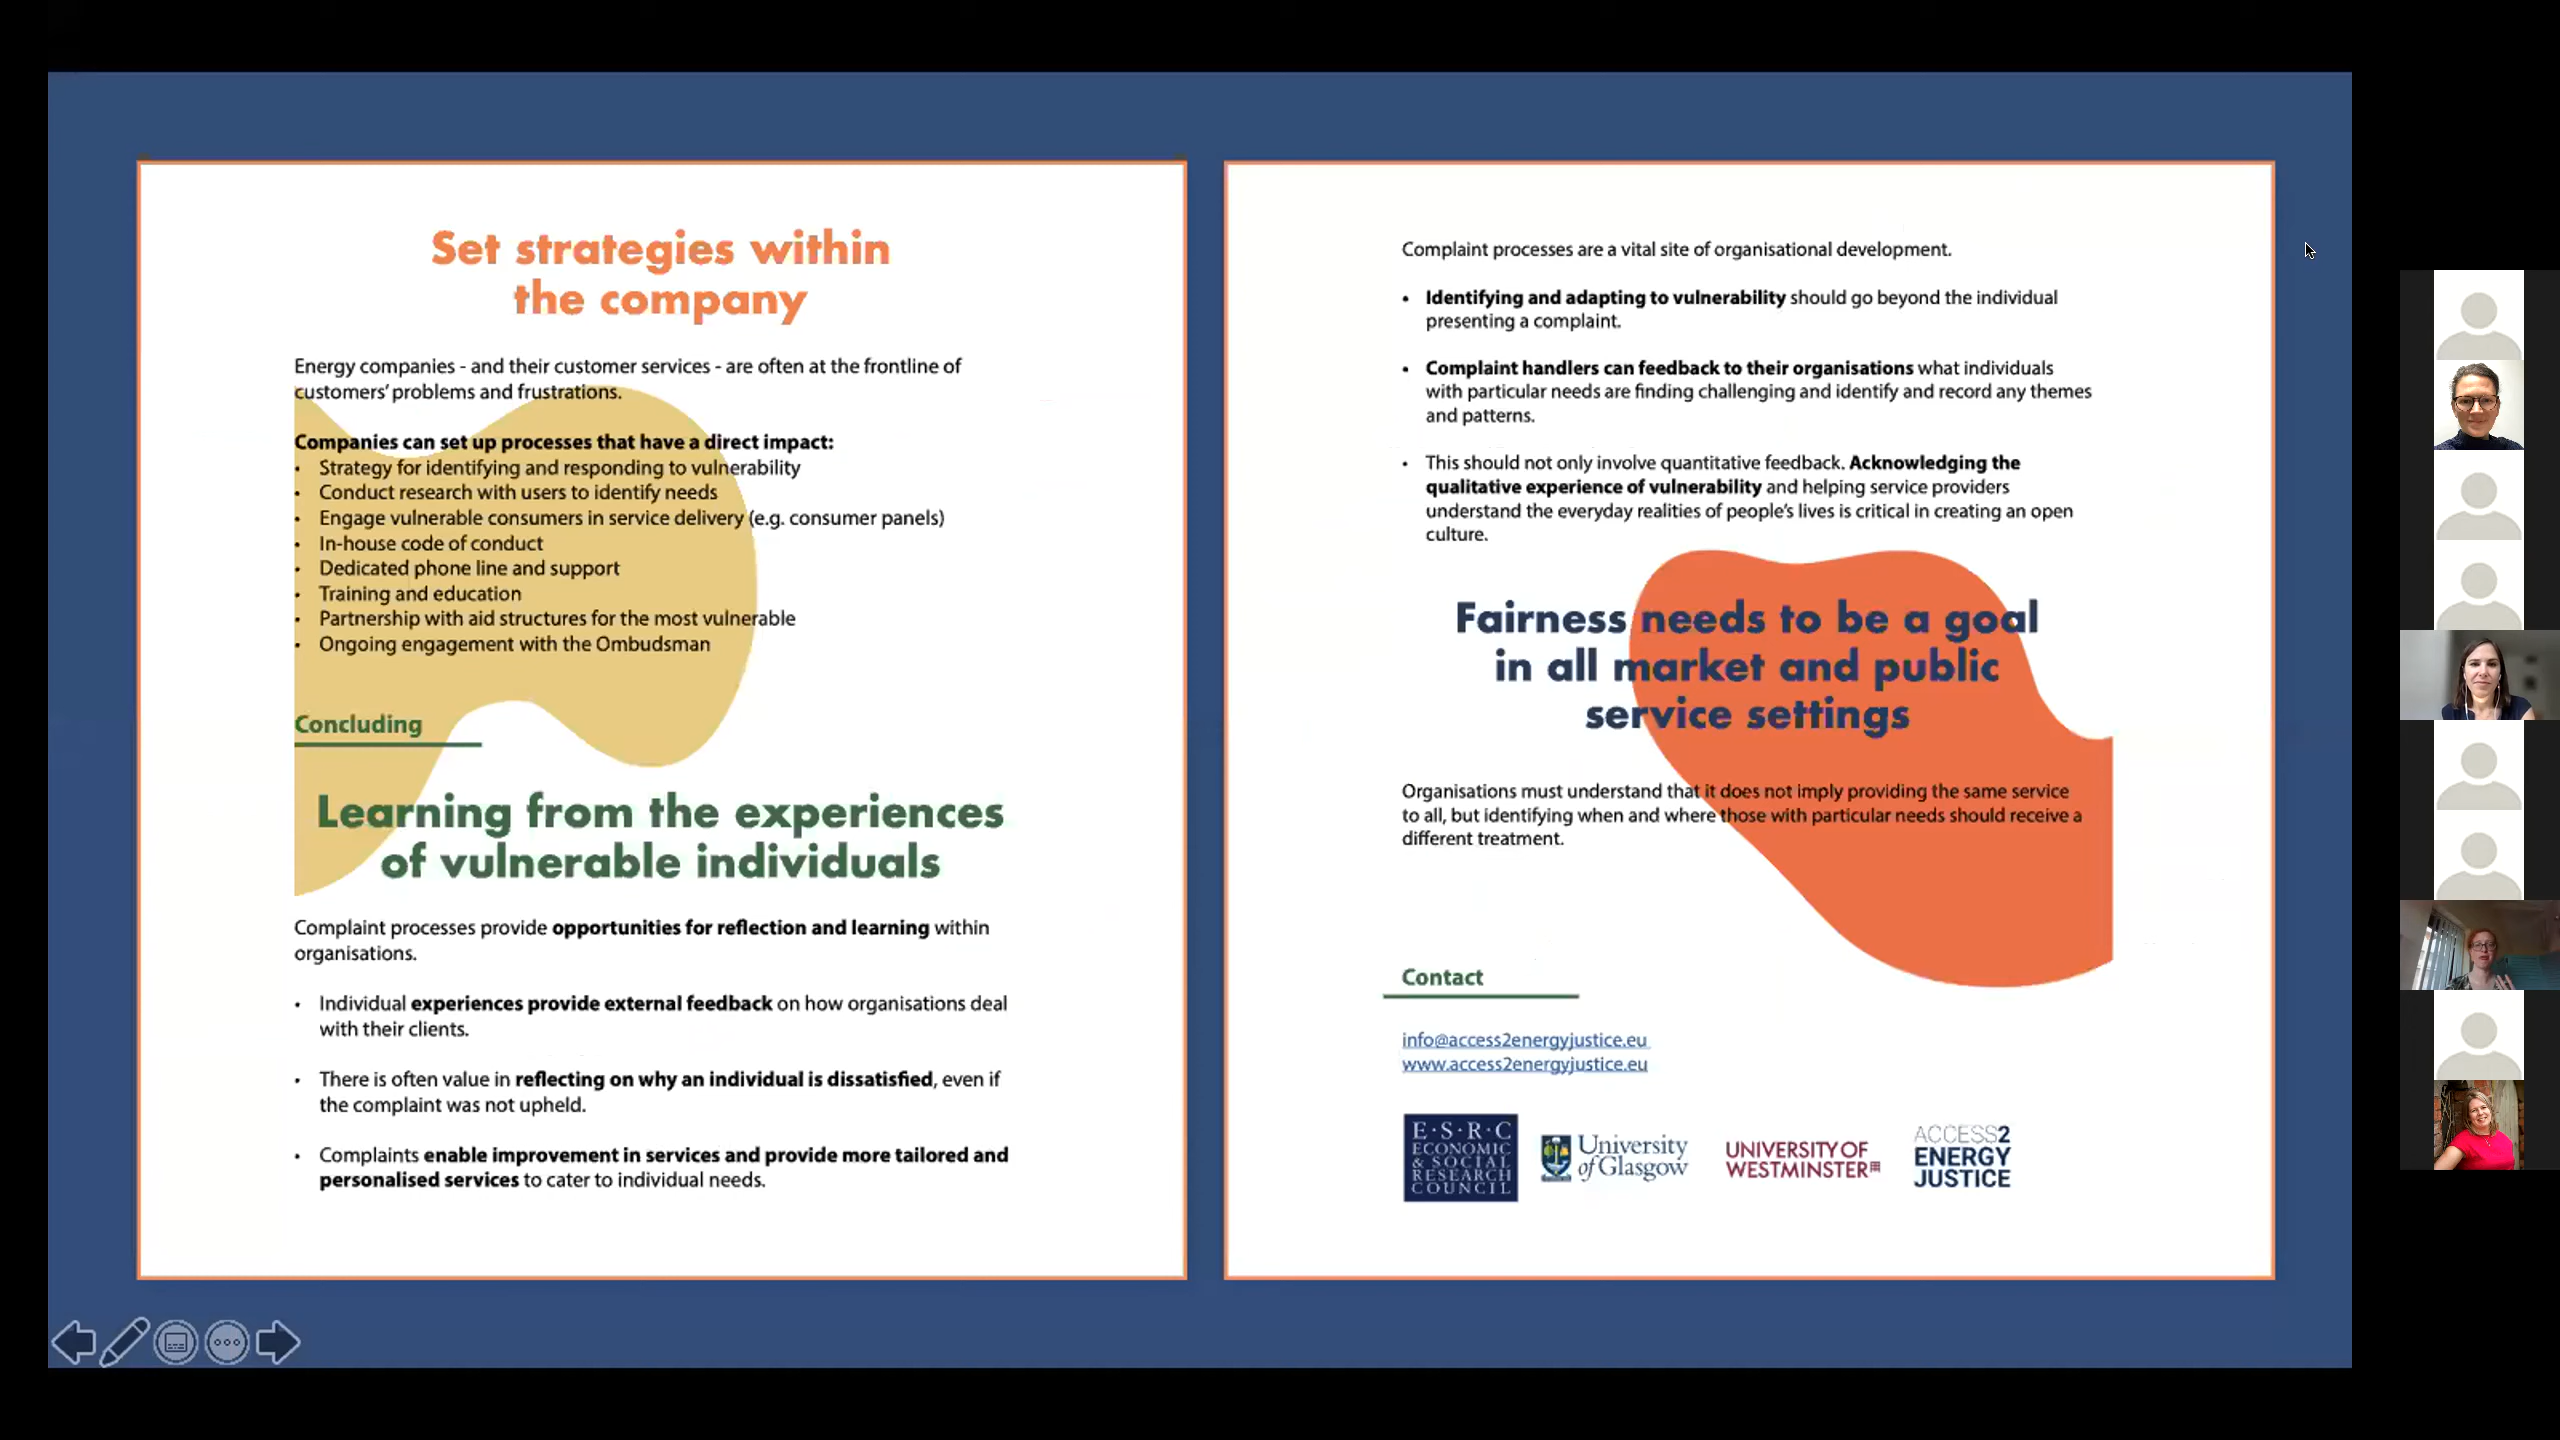 Set strategies within
the company
Energy companies - and their customer services - are often at the frontline of
customers' problems and frustrations.
Companies can set up processes that have a direct impact:
• Strategy for identifying and responding to vulnerability
• Conduct research with users to identify needs
• Engage vulnerable consumers in service delivery (e.g. consumer panels)
• In-house code of conduct
• Dedicated phone line and support
• Training and education
• Partnership with aid structures for the most vulnerable
• Ongoing engagement with the Ombudsman
Concluding
Learning from the experiences
of vulnerable individuals
Complaint processes provide opportunities for reflection and learning within
organisations.
• Individual experiences provide external feedback on how organisations deal
with their clients.
• There is often value in reflecting on why an individual is dissatisfied, even if
the complaint was not upheld.
• Complaints enable improvement in services and provide more tailored and
personalised services to cater to individual needs.
Complaint processes are a vital site of organisational development.
• Identifying and adapting to vulnerability should go beyond the individual
presenting a complaint.
• Complaint handlers can feedback to their organisations what individuals
with particular needs are finding challenging and identify and record any themes
and patterns.
• This should not only involve quantitative feedback. Acknowledging the
qualitative experience of vulnerability and helping service providers
understand the everyday realities of people's lives is critical in creating an open
culture.
Fairness needs to be a goal
in all market and public
service settings
Organisations must understand that it does not imply providing the same service
to all, but identifying when and where those with particular needs should receive a
different treatment.
Contact
info@access2energyjustice.eu
www.access2energyjustice.eu
E·S·R·C
ECONOMIC
& SOCIAL
RESEARCH
COUNCIL
University
of Glasgow
UNIVERSITY OF
WESTMINSTER
ACCESS2
ENERGY
JUSTICE